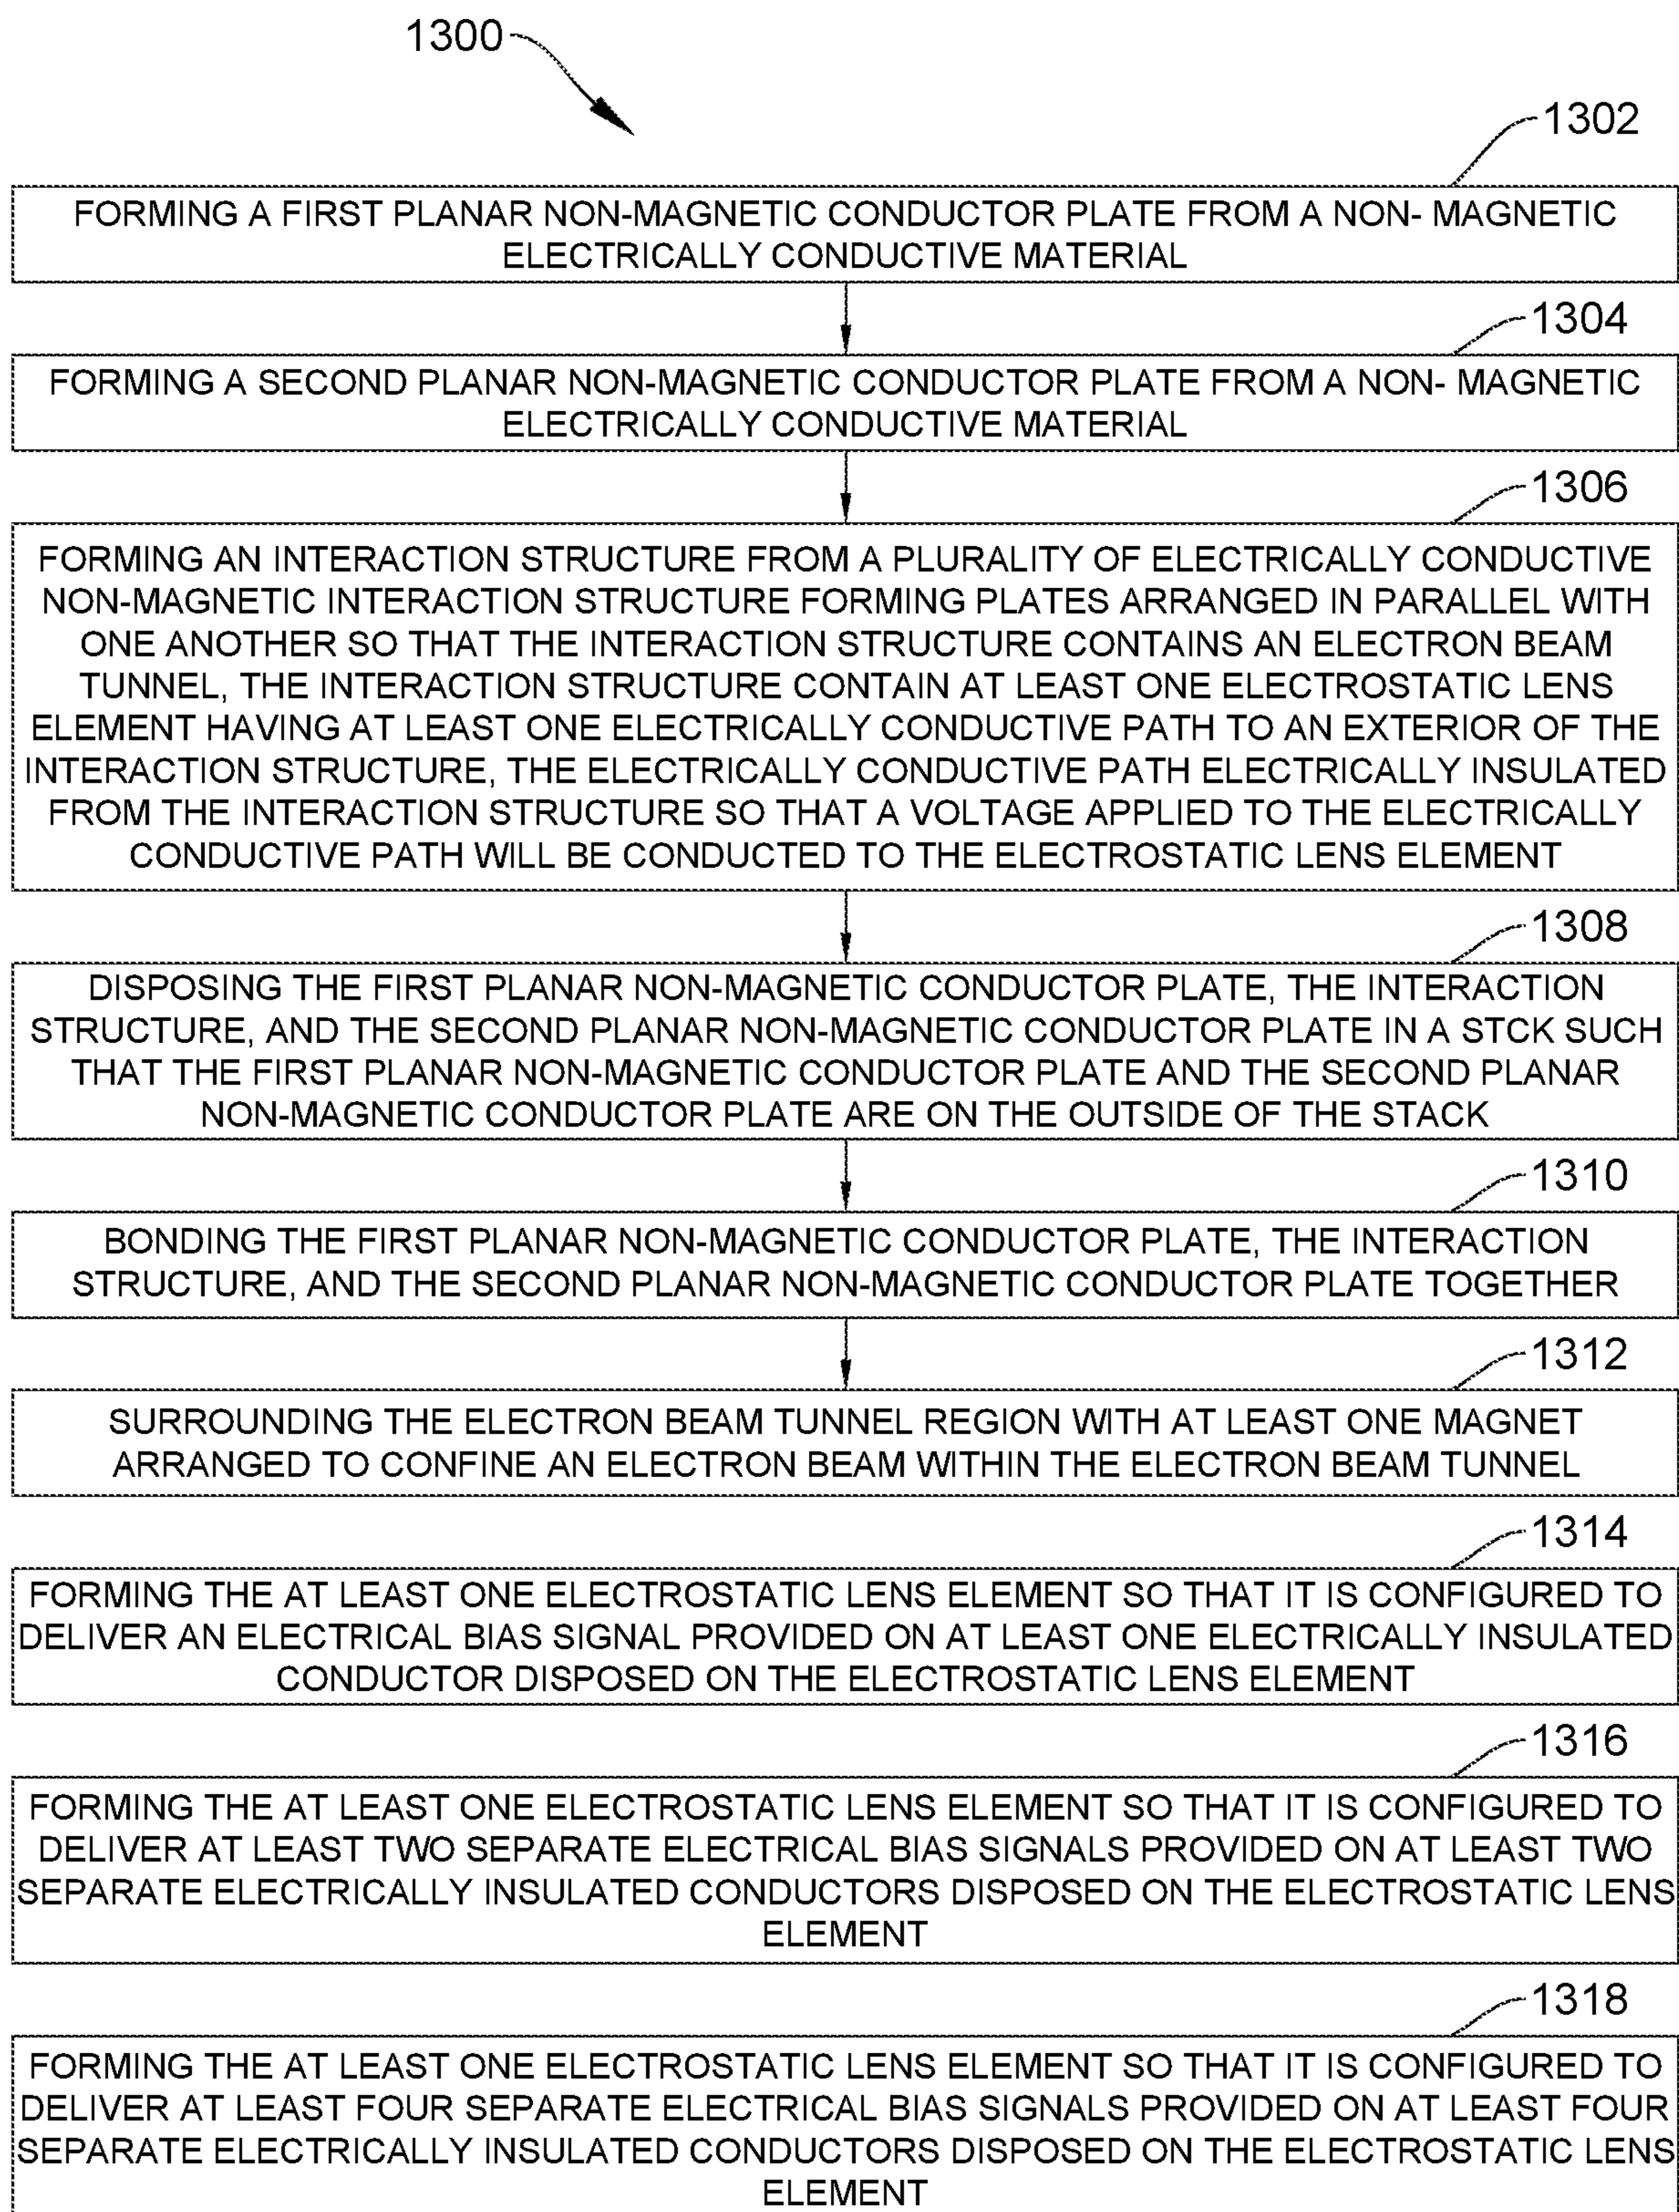 1300
1302
FORMING A FIRST PLANAR NON-MAGNETIC CONDUCTOR PLATE FROM A NON- MAGNETIC
ELECTRICALLY CONDUCTIVE MATERIAL
1304
FORMING A SECOND PLANAR NON-MAGNETIC CONDUCTOR PLATE FROM A NON- MAGNETIC
ELECTRICALLY CONDUCTIVE MATERIAL
1306
FORMING AN INTERACTION STRUCTURE FROM A PLURALITY OF ELECTRICALLY CONDUCTIVE
NON-MAGNETIC INTERACTION STRUCTURE FORMING PLATES ARRANGED IN PARALLEL WITH
ONE ANOTHER SO THAT THE INTERACTION STRUCTURE CONTAINS AN ELECTRON BEAM
TUNNEL, THE INTERACTION STRUCTURE CONTAIN AT LEAST ONE ELECTROSTATIC LENS
ELEMENT HAVING AT LEAST ONE ELECTRICALLY CONDUCTIVE PATH TO AN EXTERIOR OF THE
INTERACTION STRUCTURE, THE ELECTRICALLY CONDUCTIVE PATH ELECTRICALLY INSULATED
FROM THE INTERACTION STRUCTURE SO THAT A VOLTAGE APPLIED TO THE ELECTRICALLY
CONDUCTIVE PATH WILL BE CONDUCTED TO THE ELECTROSTATIC LENS ELEMENT
1308
DISPOSING THE FIRST PLANAR NON-MAGNETIC CONDUCTOR PLATE, THE INTERACTION
STRUCTURE, AND THE SECOND PLANAR NON-MAGNETIC CONDUCTOR PLATE IN A STCK SUCH
THAT THE FIRST PLANAR NON-MAGNETIC CONDUCTOR PLATE AND THE SECOND PLANAR
NON-MAGNETIC CONDUCTOR PLATE ARE ON THE OUTSIDE OF THE STACK
1310
BONDING THE FIRST PLANAR NON-MAGNETIC CONDUCTOR PLATE, THE INTERACTION
STRUCTURE, AND THE SECOND PLANAR NON-MAGNETIC CONDUCTOR PLATE TOGETHER
1312
SURROUNDING THE ELECTRON BEAM TUNNEL REGION WITH AT LEAST ONE MAGNET
ARRANGED TO CONFINE AN ELECTRON BEAM WITHIN THE ELECTRON BEAM TUNNEL
1314
FORMING THE AT LEAST ONE ELECTROSTATIC LENS ELEMENT SO THAT IT IS CONFIGURED TO
DELIVER AN ELECTRICAL BIAS SIGNAL PROVIDED ON AT LEAST ONE ELECTRICALLY INSULATED
CONDUCTOR DISPOSED ON THE ELECTROSTATIC LENS ELEMENT
1316
FORMING THE AT LEAST ONE ELECTROSTATIC LENS ELEMENT SO THAT IT IS CONFIGURED TO
DELIVER AT LEAST TWO SEPARATE ELECTRICAL BIAS SIGNALS PROVIDED ON AT LEAST TWO
SEPARATE ELECTRICALLY INSULATED CONDUCTORS DISPOSED ON THE ELECTROSTATIC LENS
ELEMENT
1318
FORMING THE AT LEAST ONE ELECTROSTATIC LENS ELEMENT SO THAT IT IS CONFIGURED TO
DELIVER AT LEAST FOUR SEPARATE ELECTRICAL BIAS SIGNALS PROVIDED ON AT LEAST FOUR
SEPARATE ELECTRICALLY INSULATED CONDUCTORS DISPOSED ON THE ELECTROSTATIC LENS
ELEMENT